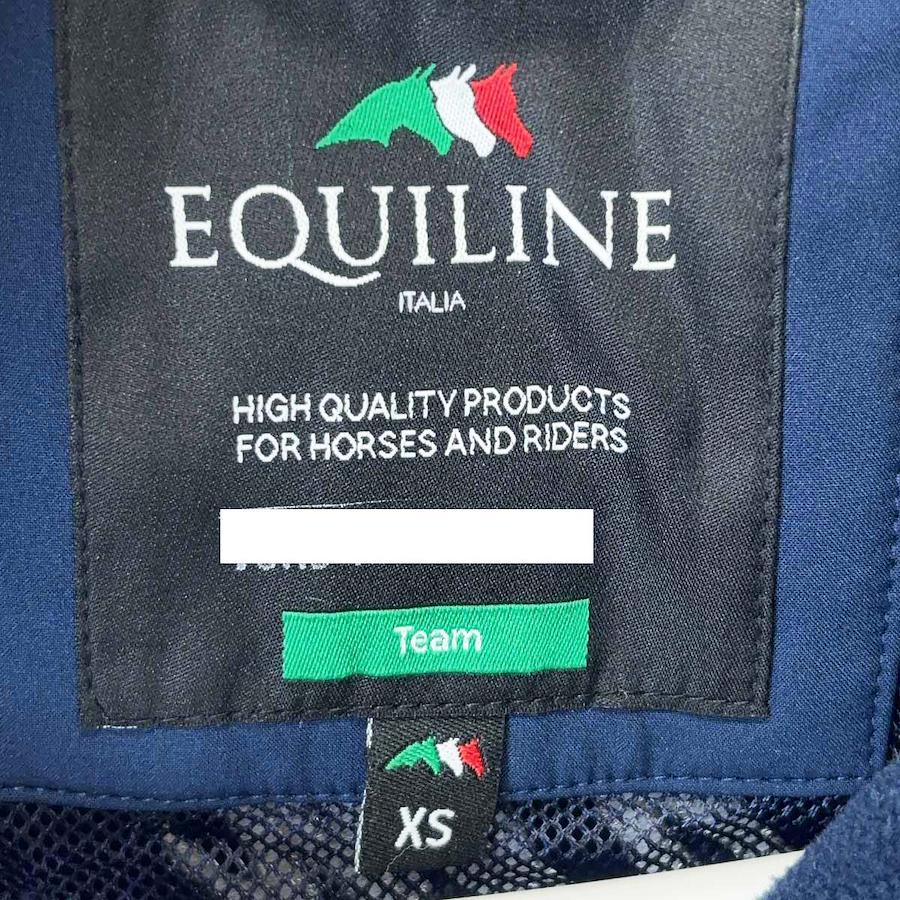 EQUILINE
ITALIA
HIGH QUALITY PRODUCTS
FOR HORSES AND RIDERS
Team
XS